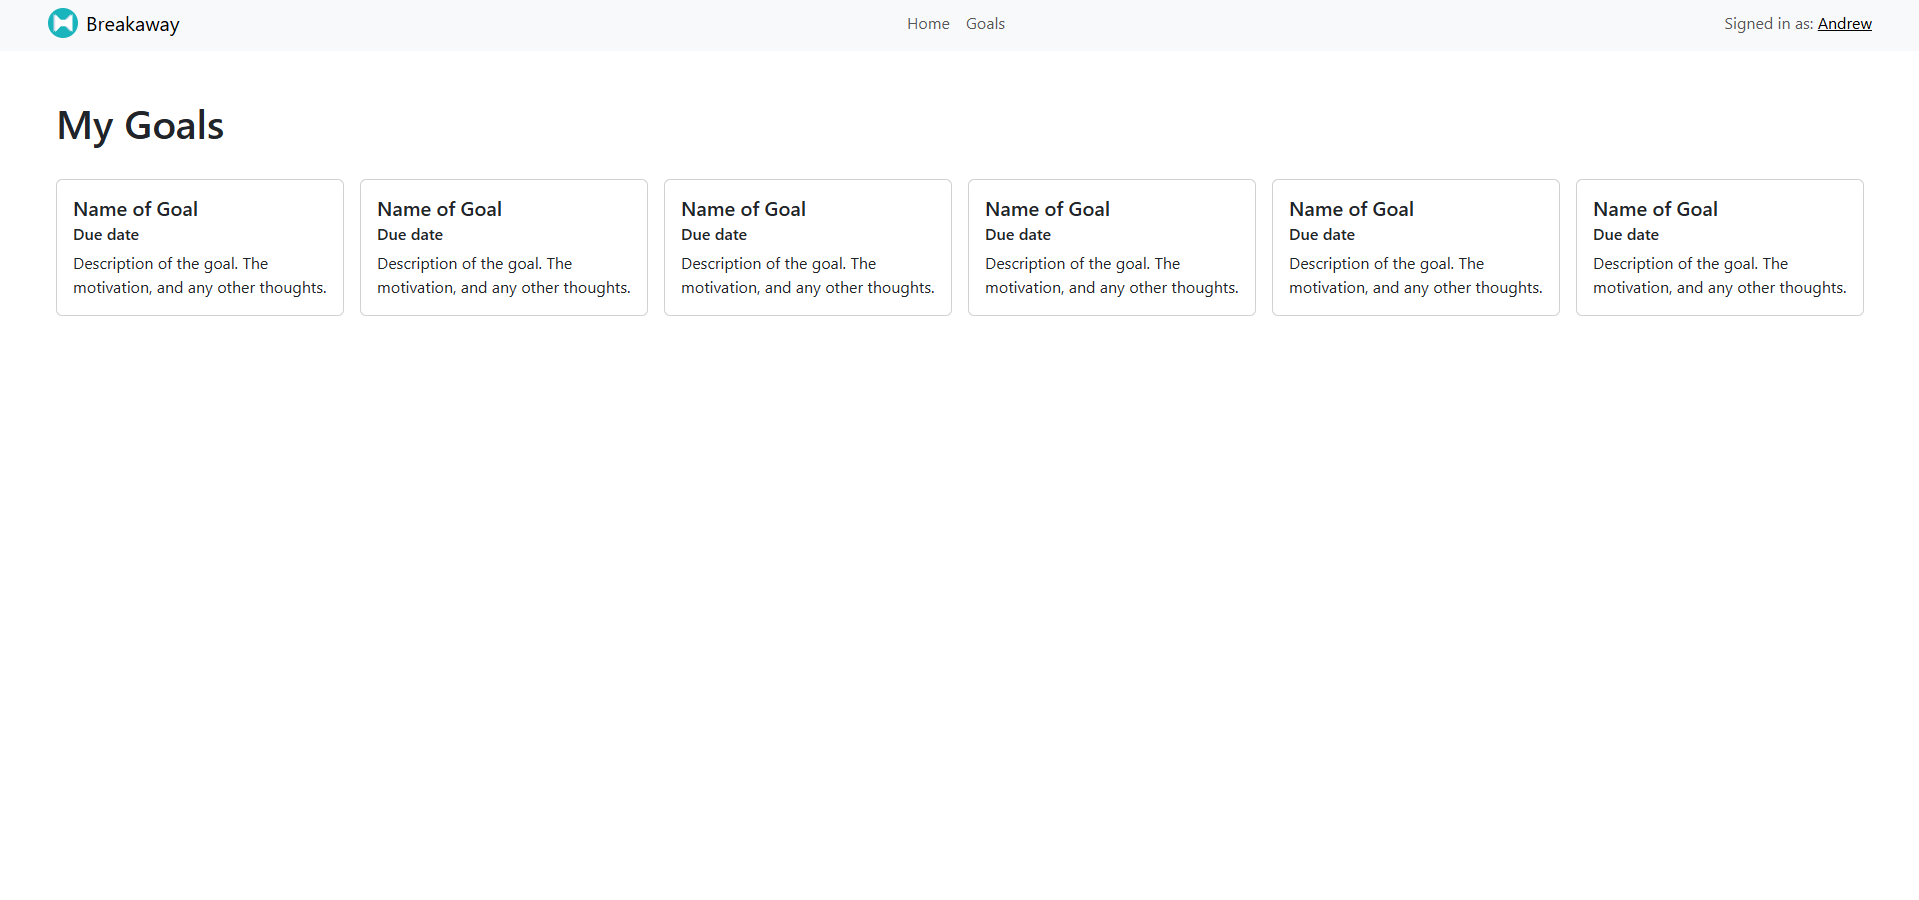 Breakaway
Home Goals
Signed in as: Andrew
My Goals
Name of Goal
Due date
Description of the goal. The
motivation, and any other thoughts.
Name of Goal
Due date
Description of the goal. The
motivation, and any other thoughts.
Name of Goal
Due date
Description of the goal. The
motivation, and any other thoughts.
Name of Goal
Due date
Description of the goal. The
motivation, and any other thoughts.
Name of Goal
Due date
Description of the goal. The
motivation, and any other thoughts.
Name of Goal
Due date
Description of the goal. The
motivation, and any other thoughts.